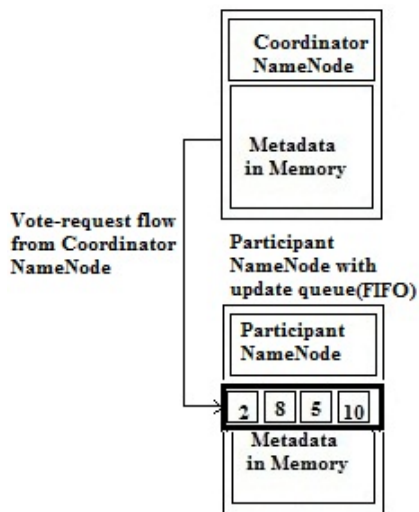 Coordinator
NameNode
Metadata
in Memory
Vote-request flow
from Coordinator
NameNode
Participant
NameNode with
update queue(FIFO)
Participant
NameNode
2 8 5 10
Metadata
in Memory